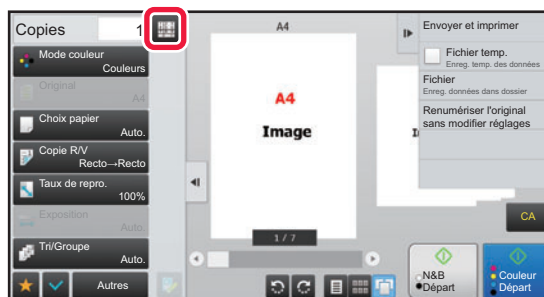 Copies 1
Mode couleur
Couleurs
Original
A4
Choix papier
Auto.
Copie R/V
Recto→Recto
Taux de repro.
100%
Exposition
Auto.
Tri/Groupe
Auto.
Autres
A4
A4
Image
1 / 7
Envoyer et imprimer
Fichier temp.
Enreg. temp. des données
Fichier
Enreg. données dans dossier
Renumériser l'original
sans modifier réglages
CA
N&B
Départ
Couleur
Départ